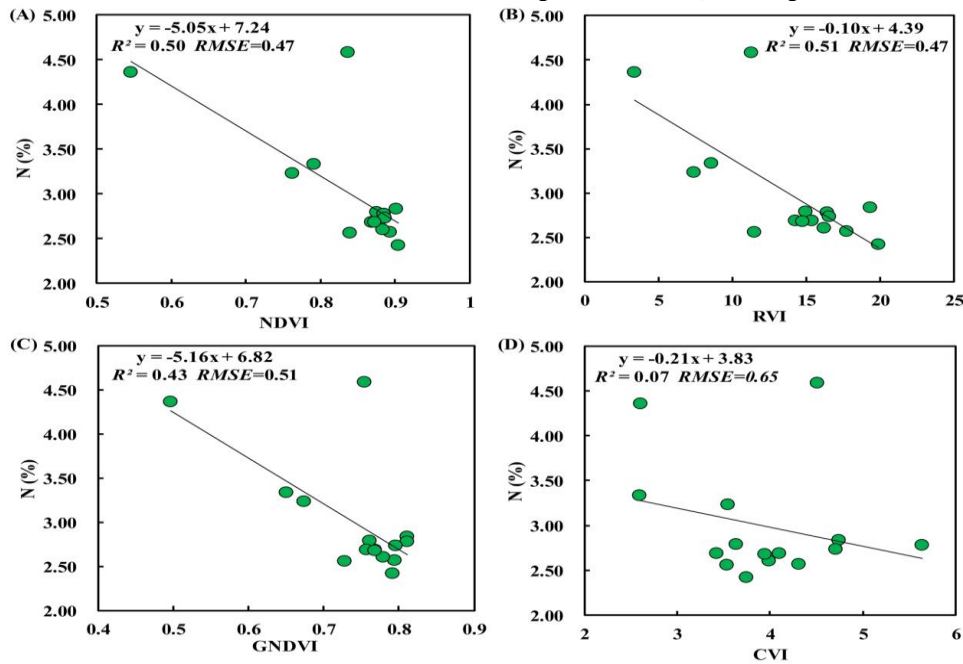 (A)
y = -5.05x + 7.24
R² = 0.50 RMSE=0.47
5.00
4.50
4.00
3.50
3.00
2.50
2.00
N (%)
0.5 0.6 0.7 0.8 0.9 1
NDVI
(B)
y = -0.10x + 4.39
R² = 0.51 RMSE=0.47
5.00
4.50
4.00
3.50
3.00
2.50
2.00
N (%)
0 5 10 15 20 25
RVI
(C)
y = -5.16x + 6.82
R² = 0.43 RMSE=0.51
5.00
4.50
4.00
3.50
3.00
2.50
2.00
N (%)
0.4 0.5 0.6 0.7 0.8 0.9
GNDVI
(D)
y = -0.21x + 3.83
R² = 0.07 RMSE=0.65
5.00
4.50
4.00
3.50
3.00
2.50
2.00
N (%)
2 3 4 5 6
CVI